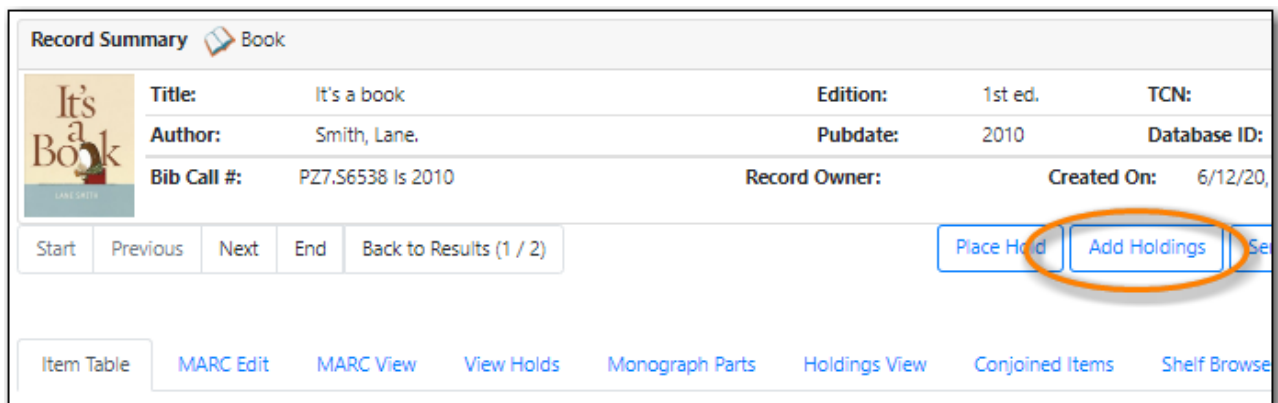 Record Summary Book
It's
a
Book
LANE SMITH
Title: It's a book Edition: 1st ed. TCN:
Author: Smith, Lane. Pubdate: 2010 Database ID:
Bib Call #: PZ7.S6538 Is 2010 Record Owner: Created On: 6/12/20,
Start Previous Next End Back to Results (1 / 2) Place Hold Add Holdings Ser
Item Table MARC Edit MARC View View Holds Monograph Parts Holdings View Conjoined Items Shelf Browse